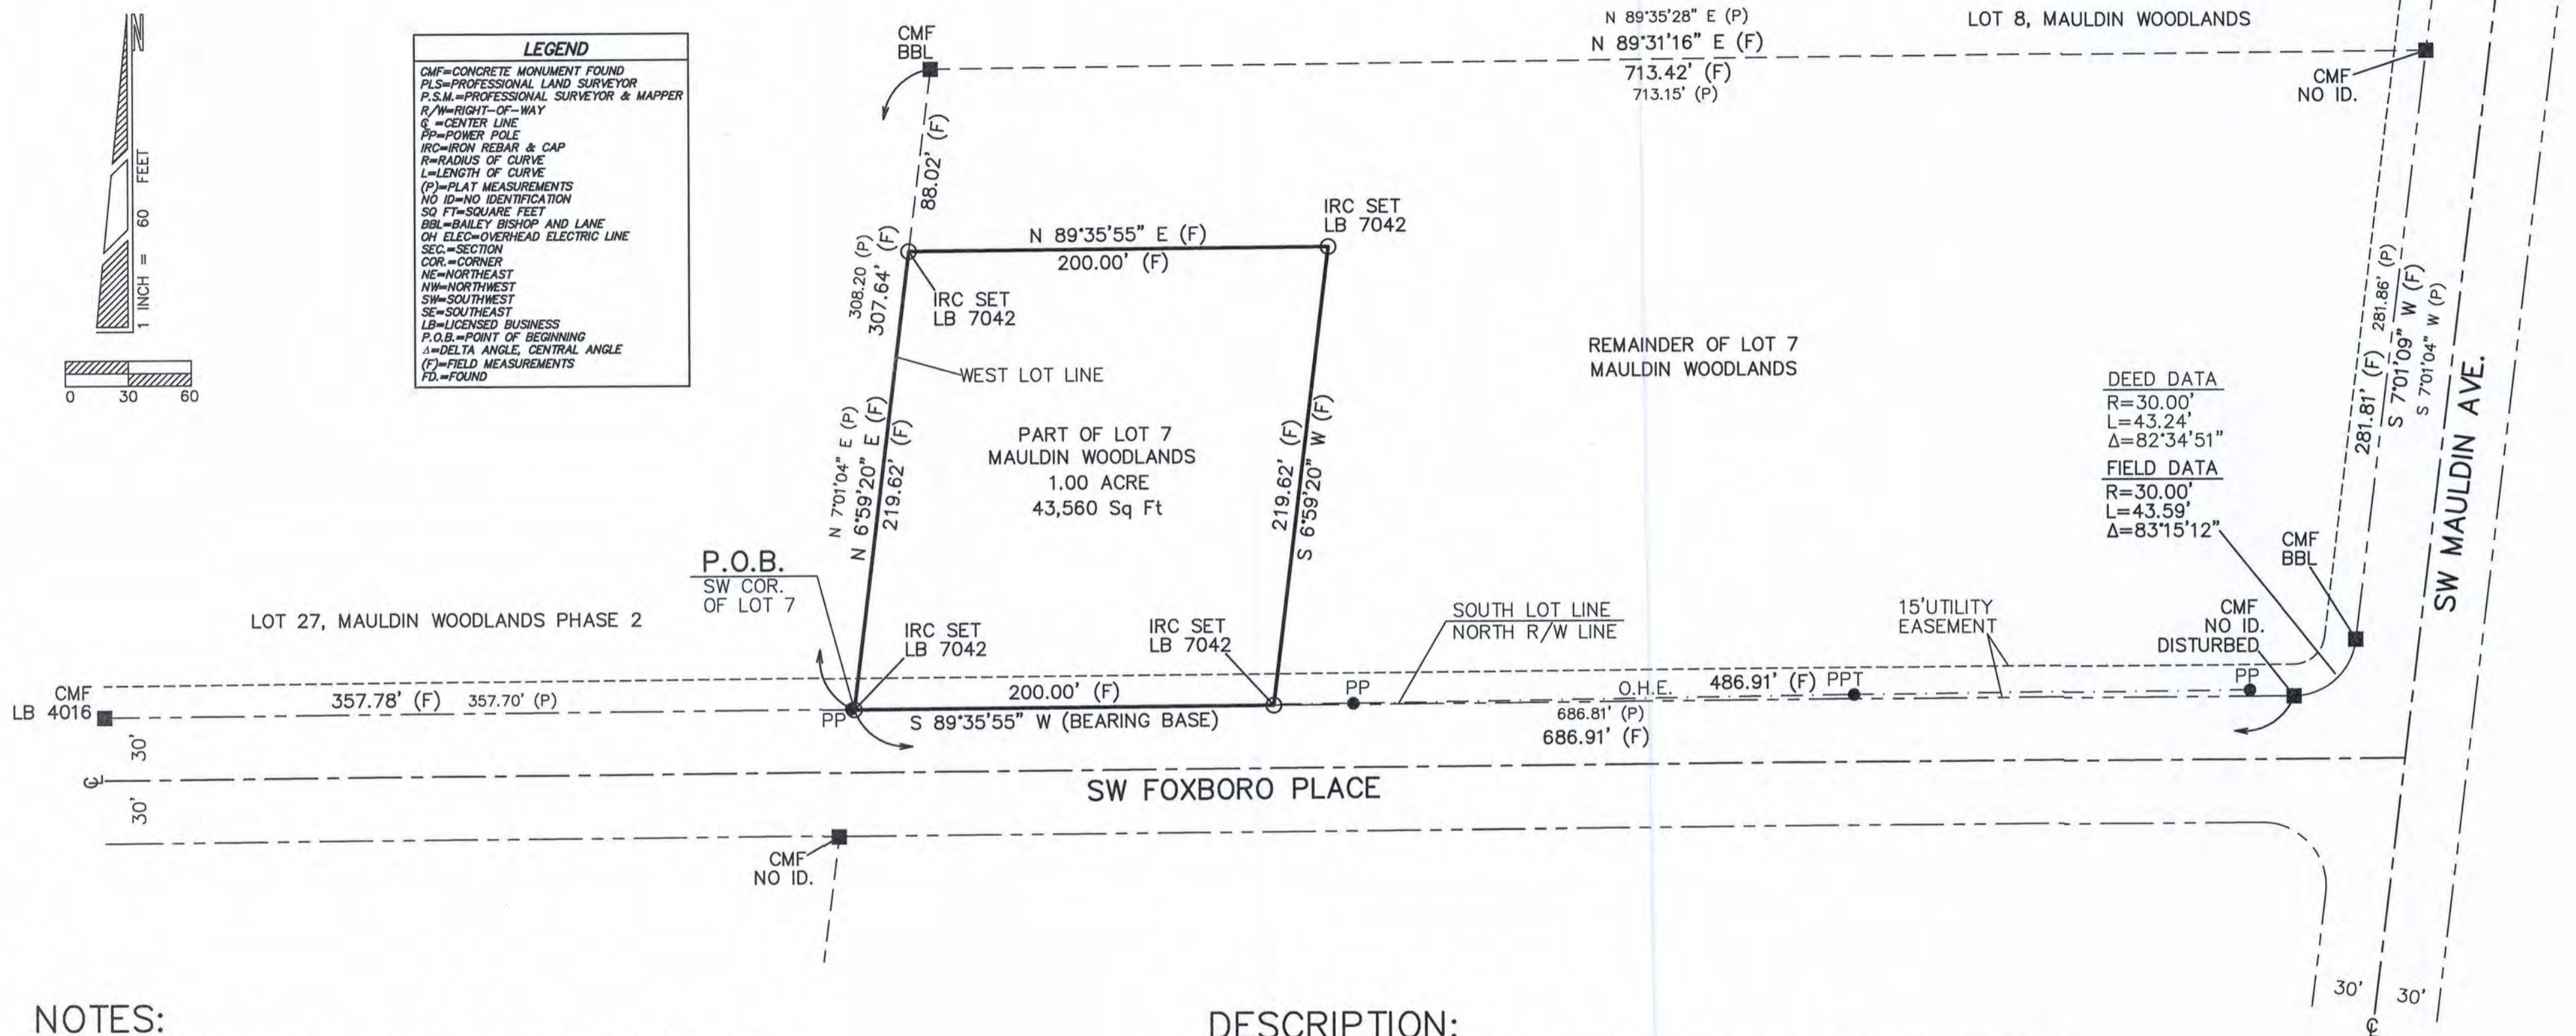 N
1 INCH = 60 FEET
0 30 60
LEGEND
CMF=CONCRETE MONUMENT FOUND
PLS=PROFESSIONAL LAND SURVEYOR
P.S.M.=PROFESSIONAL SURVEYOR & MAPPER
R/W=RIGHT-OF-WAY
℄ =CENTER LINE
PP=POWER POLE
IRC=IRON REBAR & CAP
R=RADIUS OF CURVE
L=LENGTH OF CURVE
(P)=PLAT MEASUREMENTS
NO ID=NO IDENTIFICATION
SQ FT=SQUARE FEET
BBL=BAILEY BISHOP AND LANE
OH ELEC=OVERHEAD ELECTRIC LINE
SEC.=SECTION
COR.=CORNER
NE=NORTHEAST
NW=NORTHWEST
SW=SOUTHWEST
SE=SOUTHEAST
LB=LICENSED BUSINESS
P.O.B.=POINT OF BEGINNING
Δ=DELTA ANGLE, CENTRAL ANGLE
(F)=FIELD MEASUREMENTS
FD.=FOUND
CMF
BBL
N 89°35'28" E (P)
N 89°31'16" E (F)
713.42' (F)
713.15' (P)
LOT 8, MAULDIN WOODLANDS
CMF
NO ID.
88.02' (F)
308.20 (P)
307.64' (F)
N 89°35'55" E (F)
200.00' (F)
IRC SET
LB 7042
IRC SET
LB 7042
WEST LOT LINE
N 7°01'04" E (P)
N 6°59'20" E (F)
219.62' (F)
PART OF LOT 7
MAULDIN WOODLANDS
1.00 ACRE
43,560 Sq Ft
219.62' (F)
S 6°59'20" W (F)
REMAINDER OF LOT 7
MAULDIN WOODLANDS
281.81' (F)
281.86' (P)
S 7°01'09" W (F)
S 7°01'04" W (P)
SW MAULDIN AVE.
DEED DATA
R=30.00'
L=43.24'
Δ=82°34'51"
FIELD DATA
R=30.00'
L=43.59'
Δ=83°15'12"
CMF
BBL
CMF
NO ID.
DISTURBED
P.O.B.
SW COR.
OF LOT 7
LOT 27, MAULDIN WOODLANDS PHASE 2
IRC SET
LB 7042
IRC SET
LB 7042
SOUTH LOT LINE
NORTH R/W LINE
15'UTILITY
EASEMENT
CMF
LB 4016
357.78' (F) 357.70' (P)
PP
200.00' (F)
S 89°35'55" W (BEARING BASE)
PP
O.H.E.
486.91' (F)
PPT
PP
686.81' (P)
686.91' (F)
30'
℄
30'
SW FOXBORO PLACE
CMF
NO ID.
30'
30'
℄
NOTES:
DESCRIPTION: